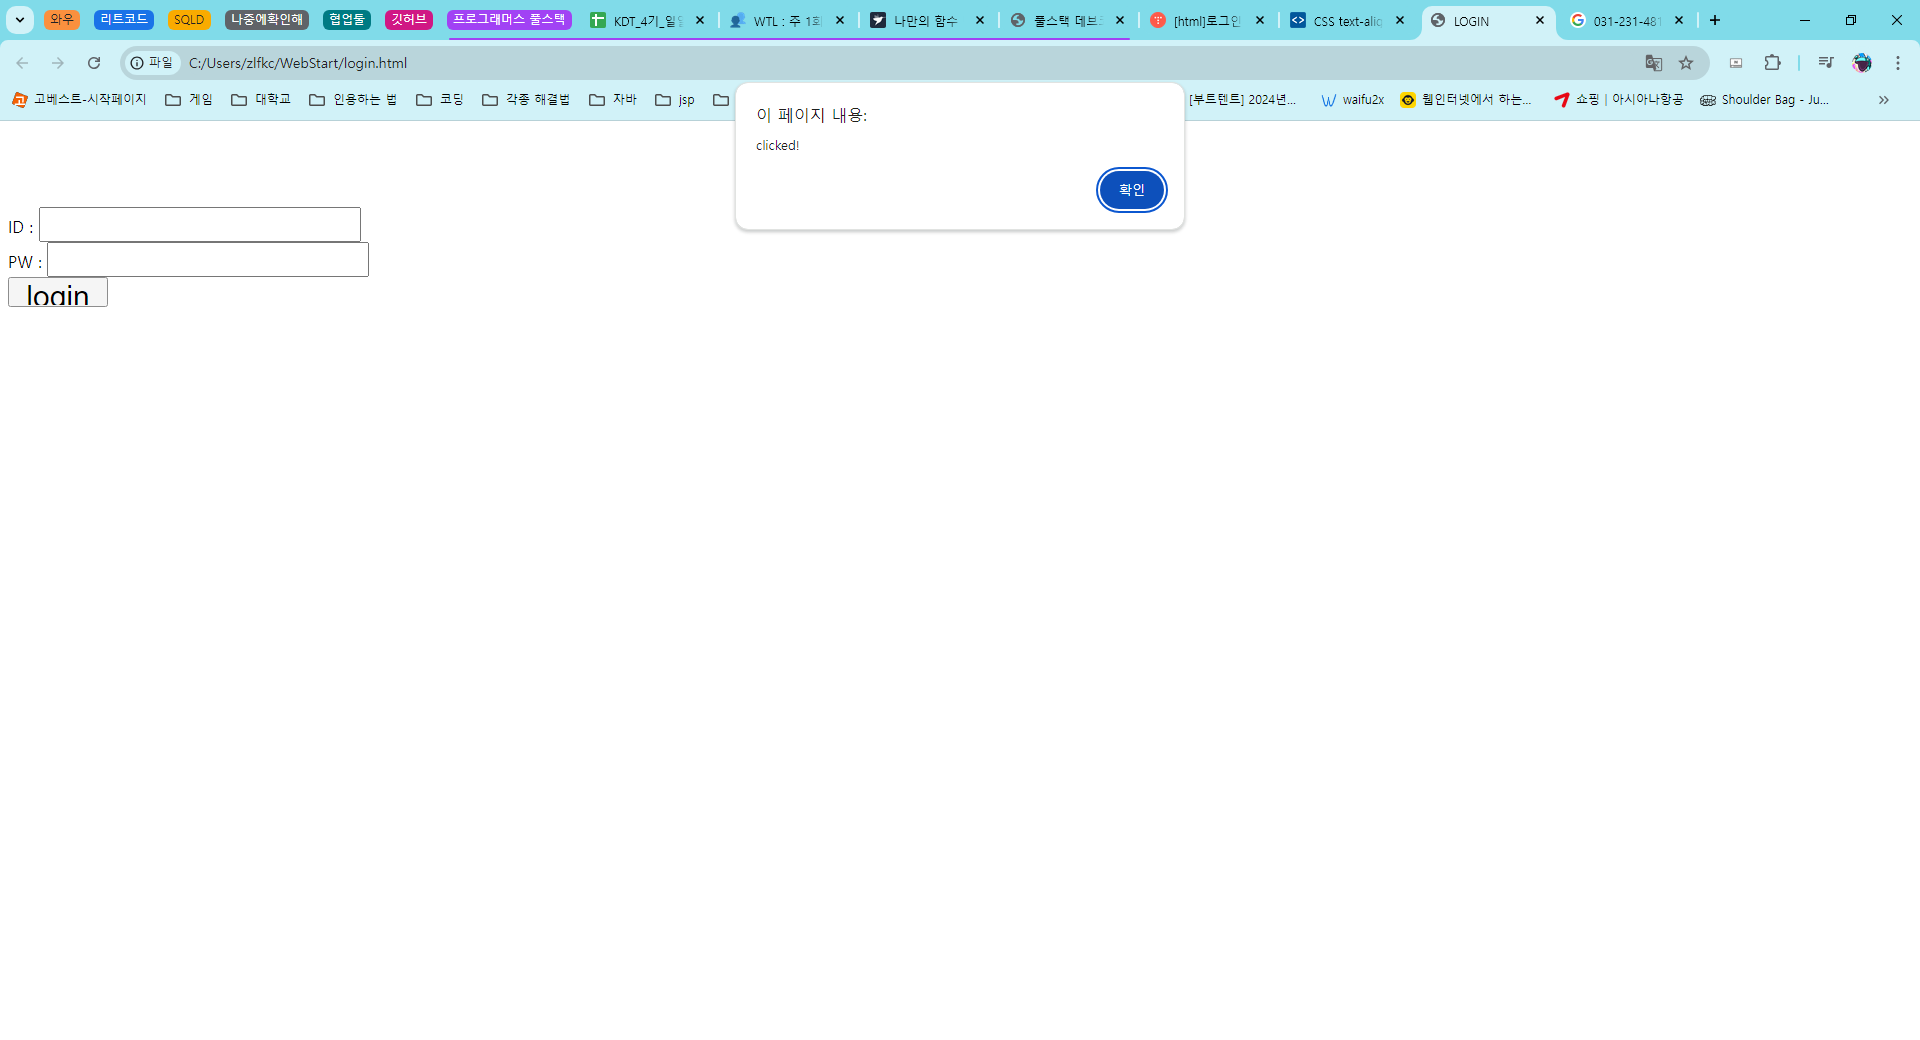 와우 리트코드 SQLD 나중에확인해 협업툴 깃허브 프로그래머스 풀스택 KDT_4기_일일 WTL : 주 1회 나만의 함수 풀스택 데브 [html]로그인 CSS text-alig LOGIN 031-231-481
파일 C:/Users/zlfkc/WebStart/login.html
고베스트-시작페이지 게임 대학교 인용하는 법 코딩 각종 해결법 자바 jsp [부트텐트] 2024년... waifu2x 웹인터넷에서 하는... 쇼핑 | 아시아나항공 Shoulder Bag - Ju...
이 페이지 내용:
clicked!
확인
ID :
PW :
login